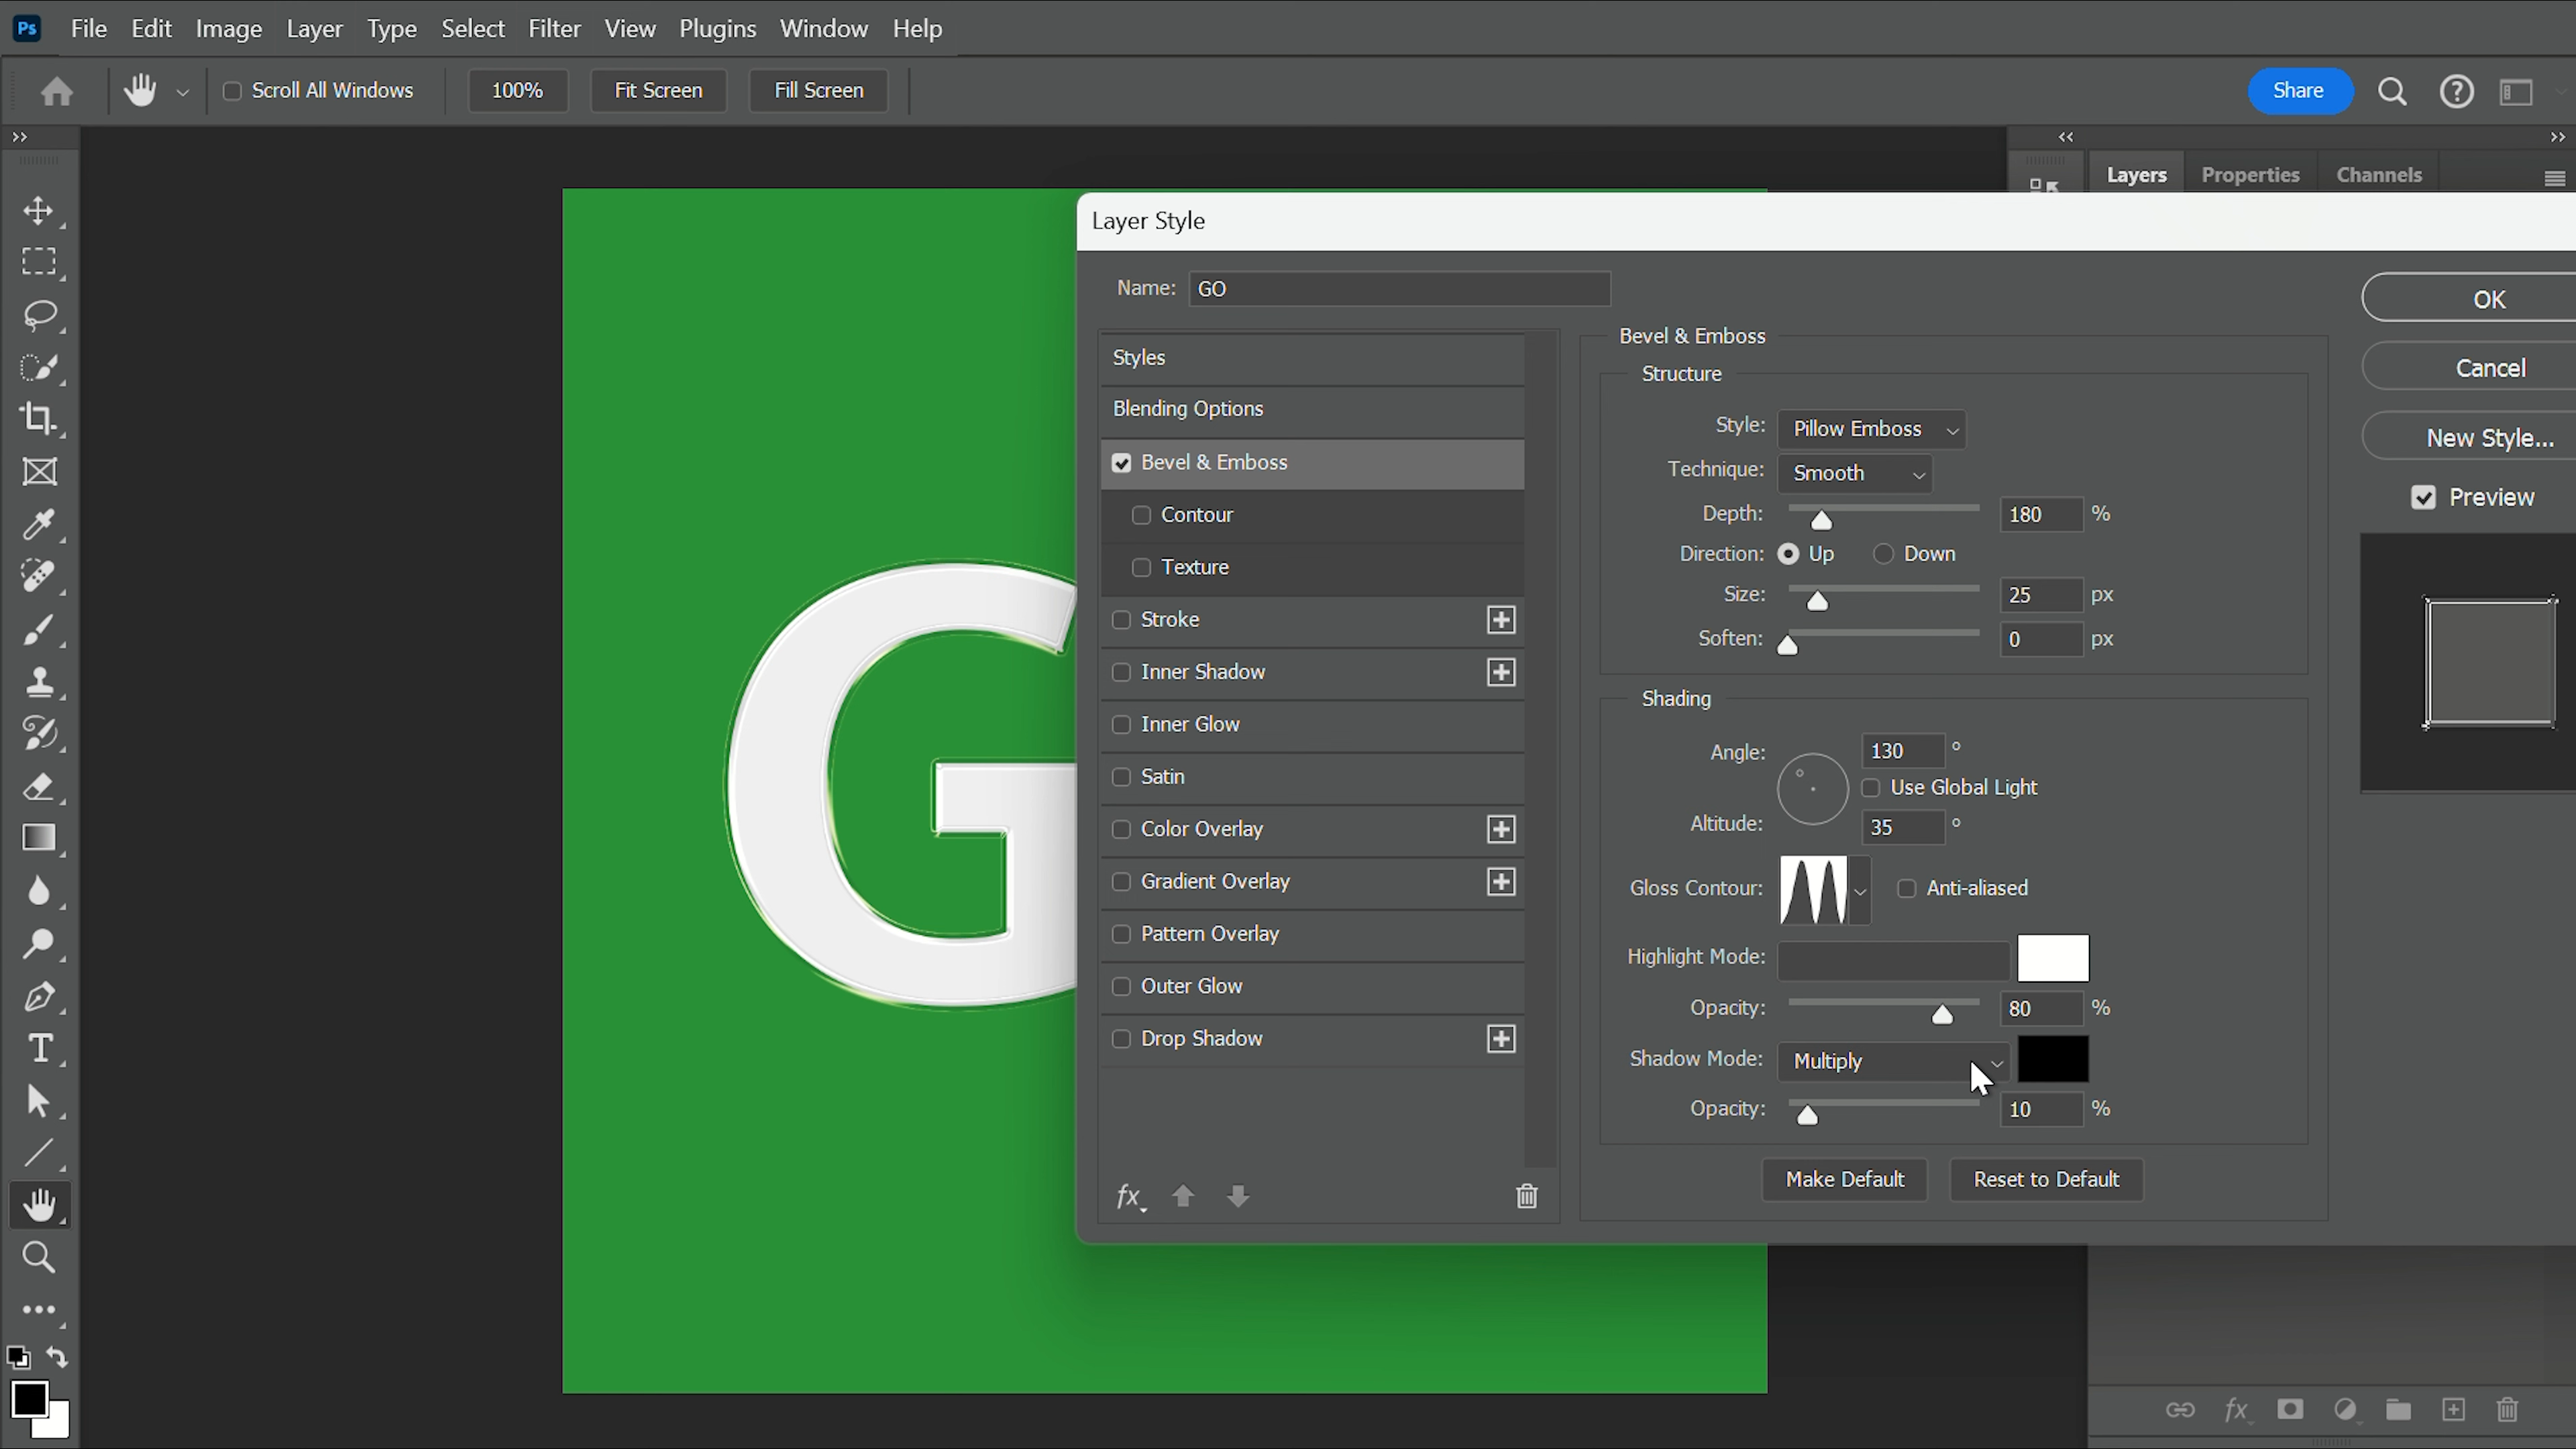 Ps File Edit Image Layer Type Select Filter View Plugins Window Help
Scroll All Windows 100% Fit Screen Fill Screen Share
Layers Properties Channels
Layer Style
Name: GO
OK
Cancel
New Style...
Preview
Styles
Blending Options
Bevel & Emboss
Contour
Texture
Stroke
Inner Shadow
Inner Glow
Satin
Color Overlay
Gradient Overlay
Pattern Overlay
Outer Glow
Drop Shadow
fx
Bevel & Emboss
Structure
Style: Pillow Emboss
Technique: Smooth
Depth: 180 %
Direction: Up Down
Size: 25 px
Soften: 0 px
Shading
Angle: 130 °
Use Global Light
Altitude: 35 °
Gloss Contour: Anti-aliased
Highlight Mode:
Opacity: 80 %
Shadow Mode: Multiply
Opacity: 10 %
Make Default Reset to Default
G
T
fx